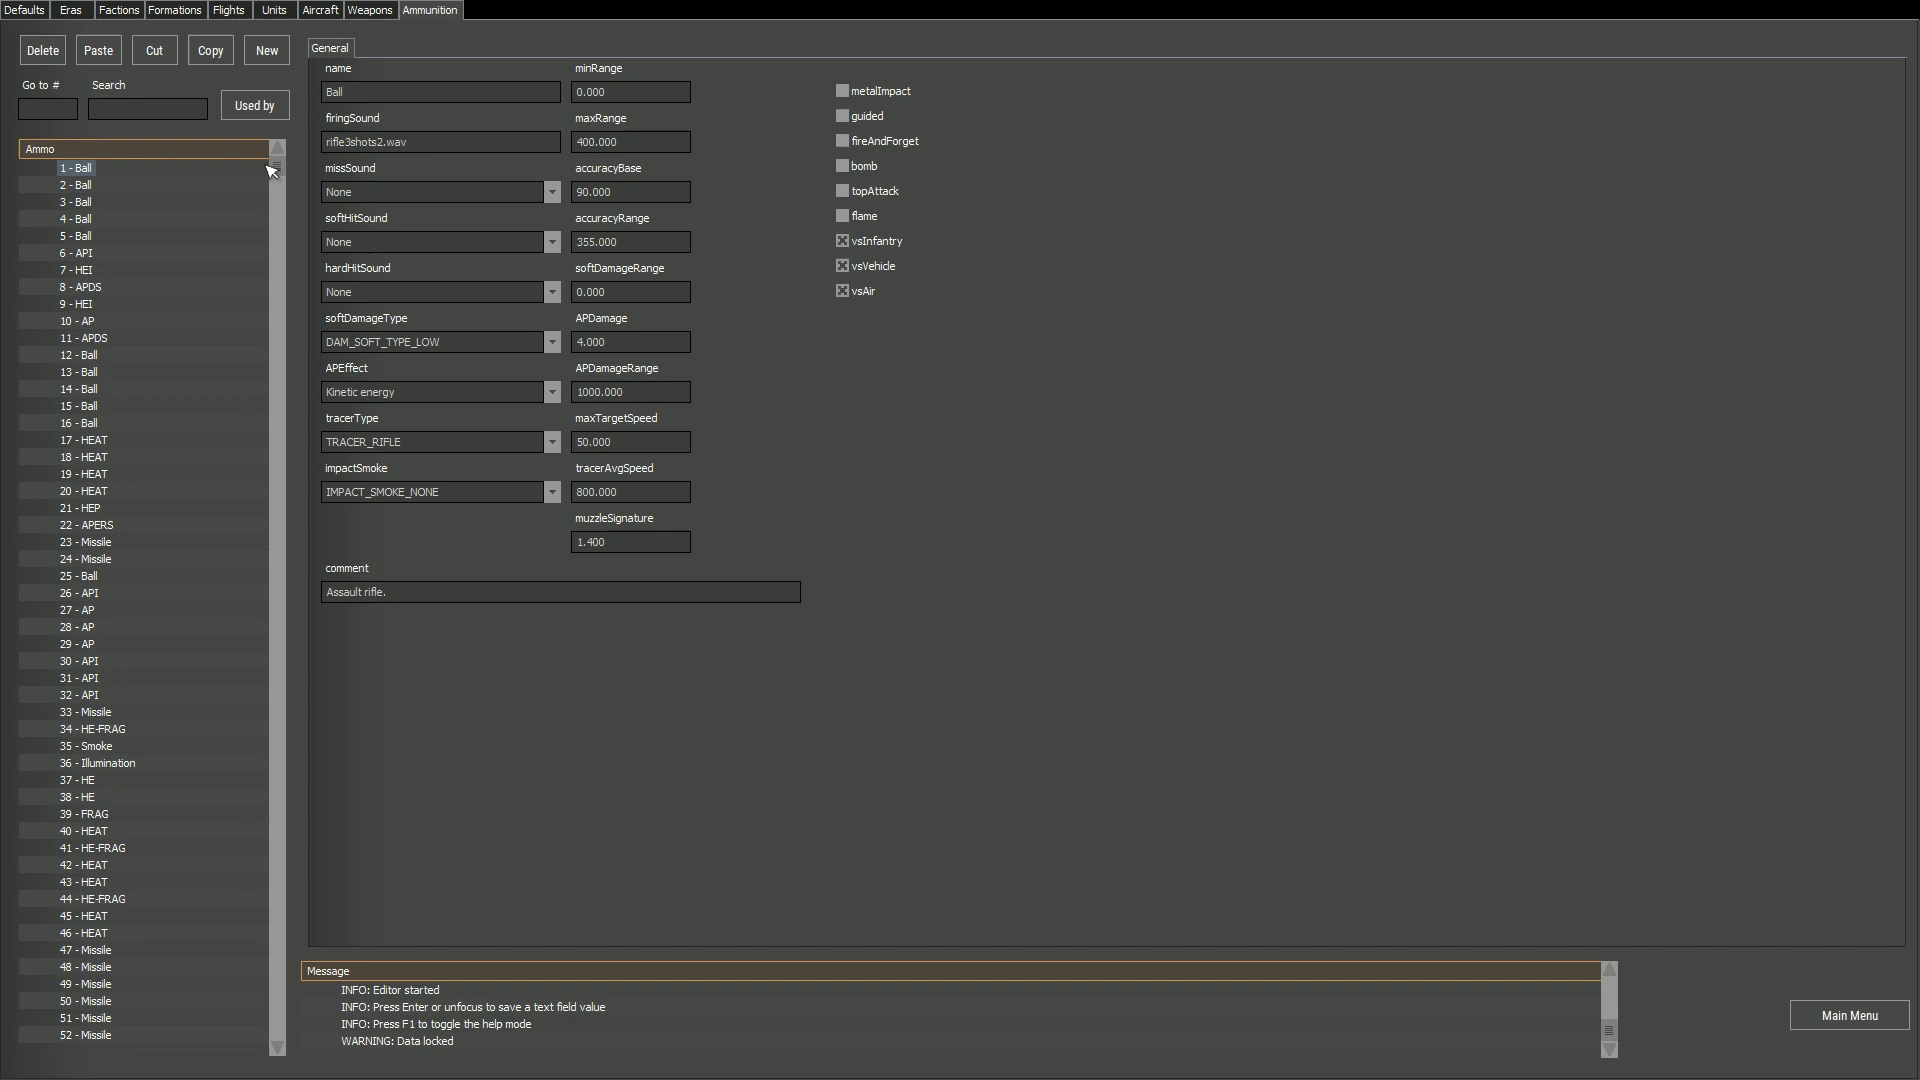 Defaults Eras Factions Formations Flights Units Aircraft Weapons Ammunition
Delete Paste Cut Copy New
Go to # Search
Used by
Ammo
1 - Ball
2 - Ball
3 - Ball
4 - Ball
5 - Ball
6 - API
7 - HEI
8 - APDS
9 - HEI
10 - AP
11 - APDS
12 - Ball
13 - Ball
14 - Ball
15 - Ball
16 - Ball
17 - HEAT
18 - HEAT
19 - HEAT
20 - HEAT
21 - HEP
22 - APERS
23 - Missile
24 - Missile
25 - Ball
26 - API
27 - AP
28 - AP
29 - AP
30 - API
31 - API
32 - API
33 - Missile
34 - HE-FRAG
35 - Smoke
36 - Illumination
37 - HE
38 - HE
39 - FRAG
40 - HEAT
41 - HE-FRAG
42 - HEAT
43 - HEAT
44 - HE-FRAG
45 - HEAT
46 - HEAT
47 - Missile
48 - Missile
49 - Missile
50 - Missile
51 - Missile
52 - Missile
General
name minRange
Ball 0.000
firingSound maxRange
rifle3shots2.wav 400.000
missSound accuracyBase
None 90.000
softHitSound accuracyRange
None 355.000
hardHitSound softDamageRange
None 0.000
softDamageType APDamage
DAM_SOFT_TYPE_LOW 4.000
APEffect APDamageRange
Kinetic energy 1000.000
tracerType maxTargetSpeed
TRACER_RIFLE 50.000
impactSmoke tracerAvgSpeed
IMPACT_SMOKE_NONE 800.000
muzzleSignature
1.400
comment
Assault rifle.
metalImpact
guided
fireAndForget
bomb
topAttack
flame
vsInfantry
vsVehicle
vsAir
Message
INFO: Editor started
INFO: Press Enter or unfocus to save a text field value
INFO: Press F1 to toggle the help mode
WARNING: Data locked
Main Menu